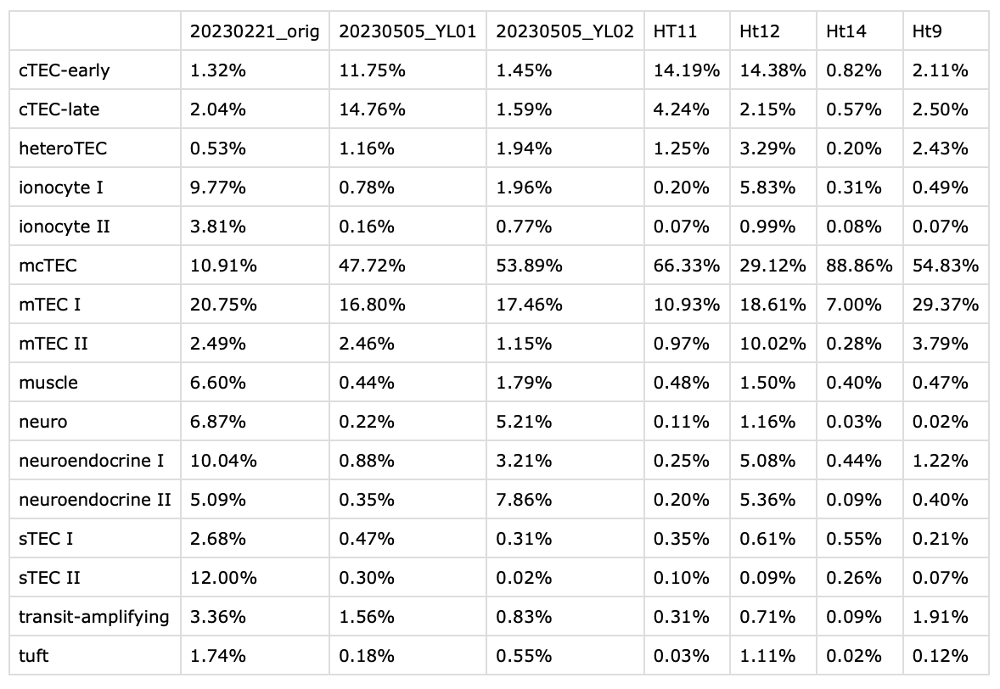 20230221_orig 20230505_YL01 20230505_YL02 HT11 Ht12 Ht14 Ht9
cTEC-early 1.32% 11.75% 1.45% 14.19% 14.38% 0.82% 2.11%
cTEC-late 2.04% 14.76% 1.59% 4.24% 2.15% 0.57% 2.50%
heteroTEC 0.53% 1.16% 1.94% 1.25% 3.29% 0.20% 2.43%
ionocyte I 9.77% 0.78% 1.96% 0.20% 5.83% 0.31% 0.49%
ionocyte II 3.81% 0.16% 0.77% 0.07% 0.99% 0.08% 0.07%
mcTEC 10.91% 47.72% 53.89% 66.33% 29.12% 88.86% 54.83%
mTEC I 20.75% 16.80% 17.46% 10.93% 18.61% 7.00% 29.37%
mTEC II 2.49% 2.46% 1.15% 0.97% 10.02% 0.28% 3.79%
muscle 6.60% 0.44% 1.79% 0.48% 1.50% 0.40% 0.47%
neuro 6.87% 0.22% 5.21% 0.11% 1.16% 0.03% 0.02%
neuroendocrine I 10.04% 0.88% 3.21% 0.25% 5.08% 0.44% 1.22%
neuroendocrine II 5.09% 0.35% 7.86% 0.20% 5.36% 0.09% 0.40%
sTEC I 2.68% 0.47% 0.31% 0.35% 0.61% 0.55% 0.21%
sTEC II 12.00% 0.30% 0.02% 0.10% 0.09% 0.26% 0.07%
transit-amplifying 3.36% 1.56% 0.83% 0.31% 0.71% 0.09% 1.91%
tuft 1.74% 0.18% 0.55% 0.03% 1.11% 0.02% 0.12%